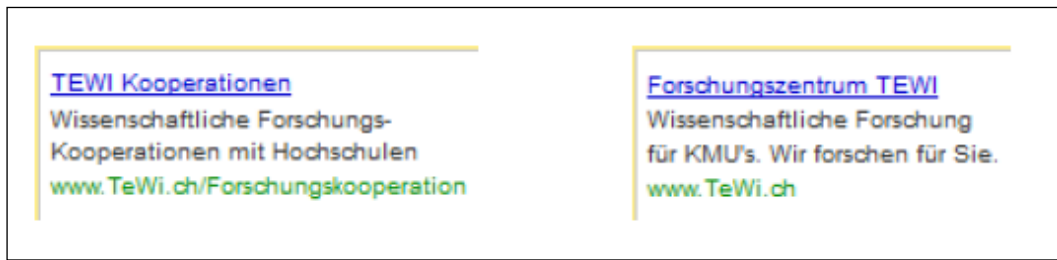 TEWI Kooperationen
Wissenschaftliche Forschungs-
Kooperationen mit Hochschulen
www.TeWi.ch/Forschungskooperation
Forschungszentrum TEWI
Wissenschaftliche Forschung
für KMU's. Wir forschen für Sie.
www.TeWi.ch